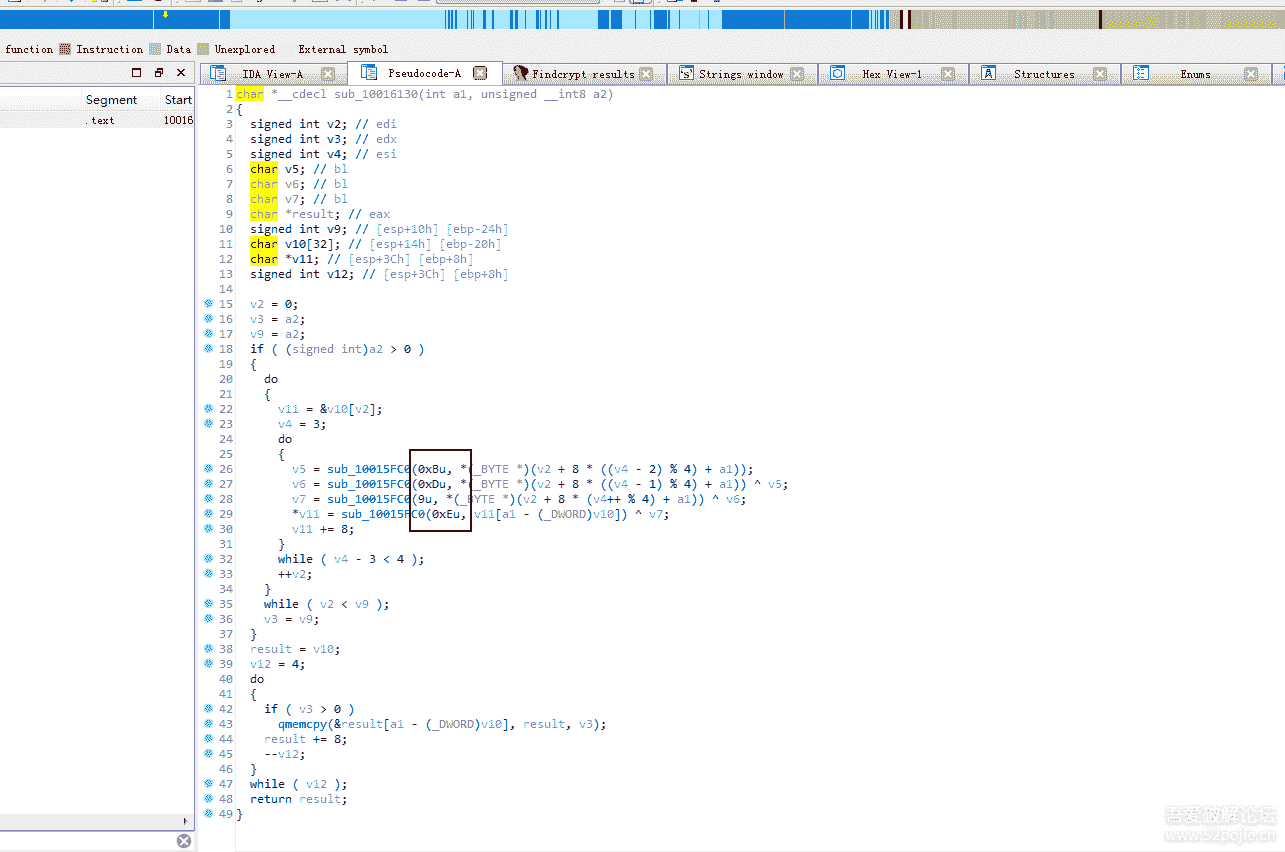 function Instruction Data Unexplored External symbol
IDA View-A Pseudocode-A Findcrypt results Strings window Hex View-1 Structures Enums
Segment Start
.text 10016
1 char *__cdecl sub_10016130(int a1, unsigned __int8 a2)
2 {
3 signed int v2; // edi
4 signed int v3; // edx
5 signed int v4; // esi
6 char v5; // bl
7 char v6; // bl
8 char v7; // bl
9 char *result; // eax
10 signed int v9; // [esp+10h] [ebp-24h]
11 char v10[32]; // [esp+14h] [ebp-20h]
12 char *v11; // [esp+3Ch] [ebp+8h]
13 signed int v12; // [esp+3Ch] [ebp+8h]
14
15 v2 = 0;
16 v3 = a2;
17 v9 = a2;
18 if ( (signed int)a2 > 0 )
19 {
20 do
21 {
22 v11 = &v10[v2];
23 v4 = 3;
24 do
25 {
26 v5 = sub_10015FC0(0xBu, *(_BYTE *)(v2 + 8 * ((v4 - 2) % 4) + a1));
27 v6 = sub_10015FC0(0xDu, *(_BYTE *)(v2 + 8 * ((v4 - 1) % 4) + a1)) ^ v5;
28 v7 = sub_10015FC0(9u, *(_BYTE *)(v2 + 8 * (v4++ % 4) + a1)) ^ v6;
29 *v11 = sub_10015FC0(0xEu, v11[a1 - (_DWORD)v10]) ^ v7;
30 v11 += 8;
31 }
32 while ( v4 - 3 < 4 );
33 ++v2;
34 }
35 while ( v2 < v9 );
36 v3 = v9;
37 }
38 result = v10;
39 v12 = 4;
40 do
41 {
42 if ( v3 > 0 )
43 qmemcpy(&result[a1 - (_DWORD)v10], result, v3);
44 result += 8;
45 --v12;
46 }
47 while ( v12 );
48 return result;
49 }
吾爱破解论坛
www.52pojie.cn